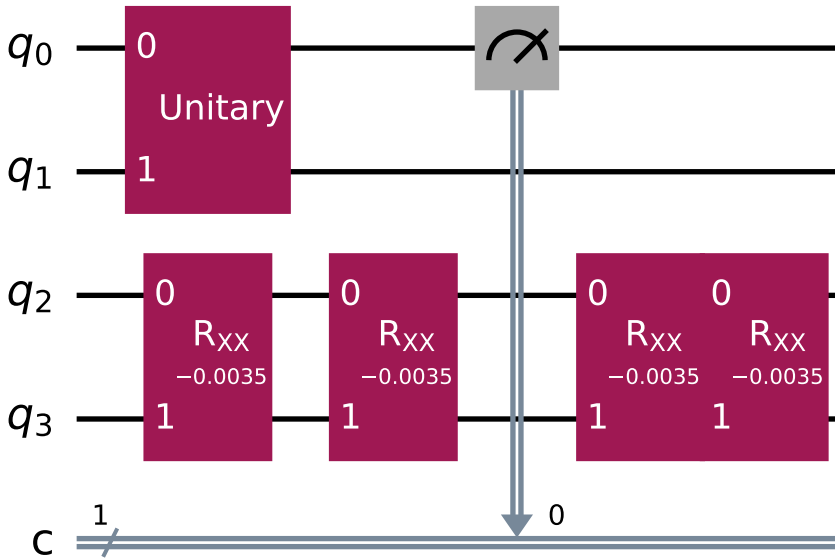 q0 0
Unitary
q1 1
q2 0 0 0 0
RXX RXX RXX RXX
−0.0035 −0.0035 −0.0035 −0.0035
q3 1 1 1 1
1 0
c